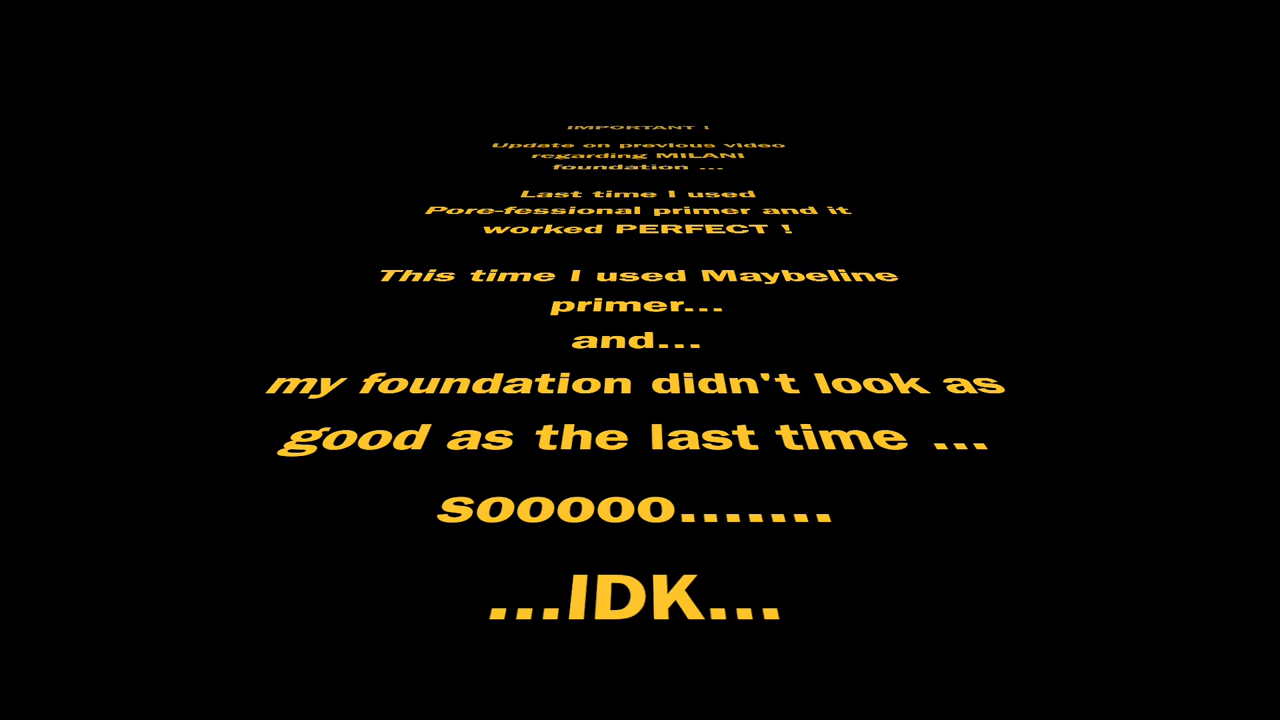 IMPORTANT !
Update on previous video
regarding MILANI
foundation ...
Last time I used
Pore-fessional primer and it
worked PERFECT !
This time I used Maybeline
primer...
and...
my foundation didn't look as
good as the last time ...
sooooo.......
...IDK...